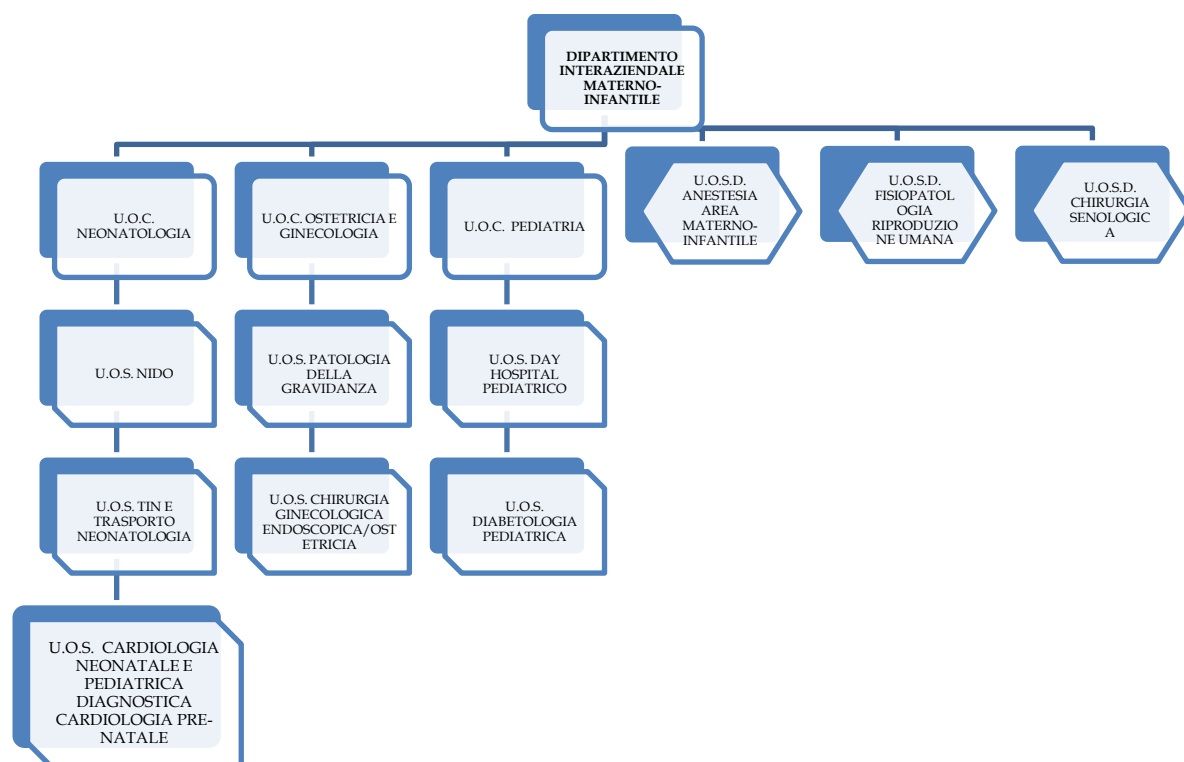 DIPARTIMENTO
INTERAZIENDALE
MATERNO-
INFANTILE
U.O.C.
NEONATOLOGIA
U.O.C. OSTETRICIA E
GINECOLOGIA
U.O.C. PEDIATRIA
U.O.S.D.
ANESTESIA
AREA
MATERNO-
INFANTILE
U.O.S.D.
FISIOPATOL
OGIA
RIPRODUZIO
NE UMANA
U.O.S.D.
CHIRURGIA
SENOLOGIC
A
U.O.S. NIDO
U.O.S. PATOLOGIA
DELLA
GRAVIDANZA
U.O.S. DAY
HOSPITAL
PEDIATRICO
U.O.S. TIN E
TRASPORTO
NEONATOLOGIA
U.O.S. CHIRURGIA
GINECOLOGICA
ENDOSCOPICA/OST
ETRICIA
U.O.S.
DIABETOLOGIA
PEDIATRICA
U.O.S. CARDIOLOGIA
NEONATALE E
PEDIATRICA
DIAGNOSTICA
CARDIOLOGIA PRE-
NATALE